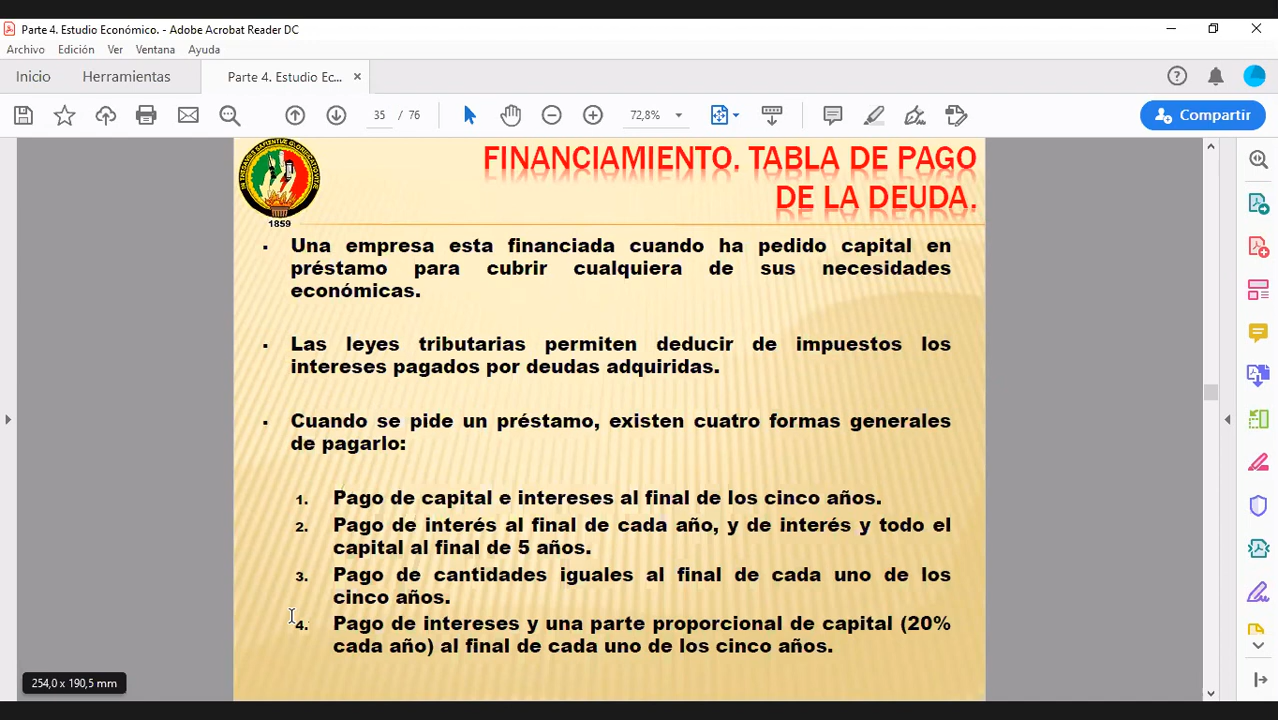 Parte 4. Estudio Económico. - Adobe Acrobat Reader DC
Archivo Edición Ver Ventana Ayuda
Inicio Herramientas Parte 4. Estudio Ec... ×
35 / 76 72,8% Compartir
1859
FINANCIAMIENTO. TABLA DE PAGO
DE LA DEUDA.
▪ Una empresa esta financiada cuando ha pedido capital en
préstamo para cubrir cualquiera de sus necesidades
económicas.
▪ Las leyes tributarias permiten deducir de impuestos los
intereses pagados por deudas adquiridas.
▪ Cuando se pide un préstamo, existen cuatro formas generales
de pagarlo:
1. Pago de capital e intereses al final de los cinco años.
2. Pago de interés al final de cada año, y de interés y todo el
capital al final de 5 años.
3. Pago de cantidades iguales al final de cada uno de los
cinco años.
4. Pago de intereses y una parte proporcional de capital (20%
cada año) al final de cada uno de los cinco años.
254,0 x 190,5 mm